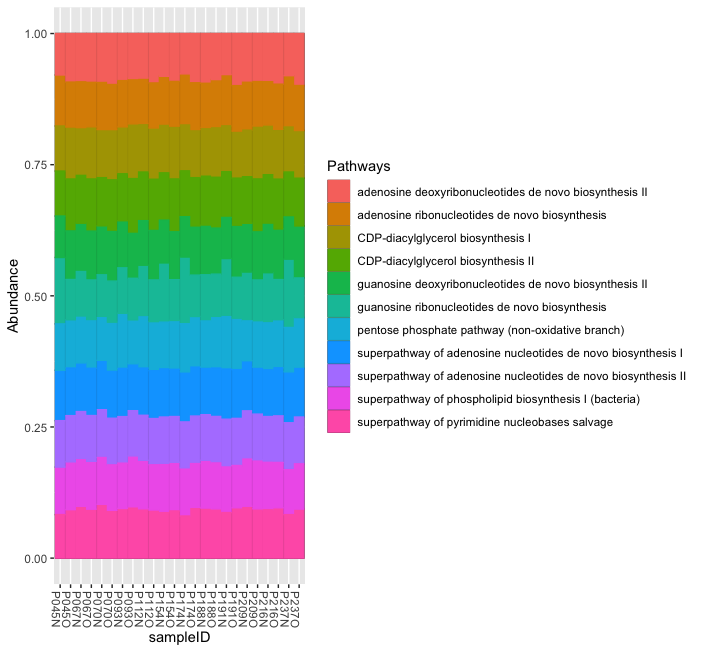 1.00
0.75
0.50
0.25
0.00
Abundance
P045N
P045O
P067N
P067O
P070N
P070O
P093N
P093O
P112N
P112O
P154N
P154O
P174N
P174O
P188N
P188O
P191N
P191O
P209N
P209O
P216N
P216O
P237N
P237O
sampleID
Pathways
adenosine deoxyribonucleotides de novo biosynthesis II
adenosine ribonucleotides de novo biosynthesis
CDP-diacylglycerol biosynthesis I
CDP-diacylglycerol biosynthesis II
guanosine deoxyribonucleotides de novo biosynthesis II
guanosine ribonucleotides de novo biosynthesis
pentose phosphate pathway (non-oxidative branch)
superpathway of adenosine nucleotides de novo biosynthesis I
superpathway of adenosine nucleotides de novo biosynthesis II
superpathway of phospholipid biosynthesis I (bacteria)
superpathway of pyrimidine nucleobases salvage